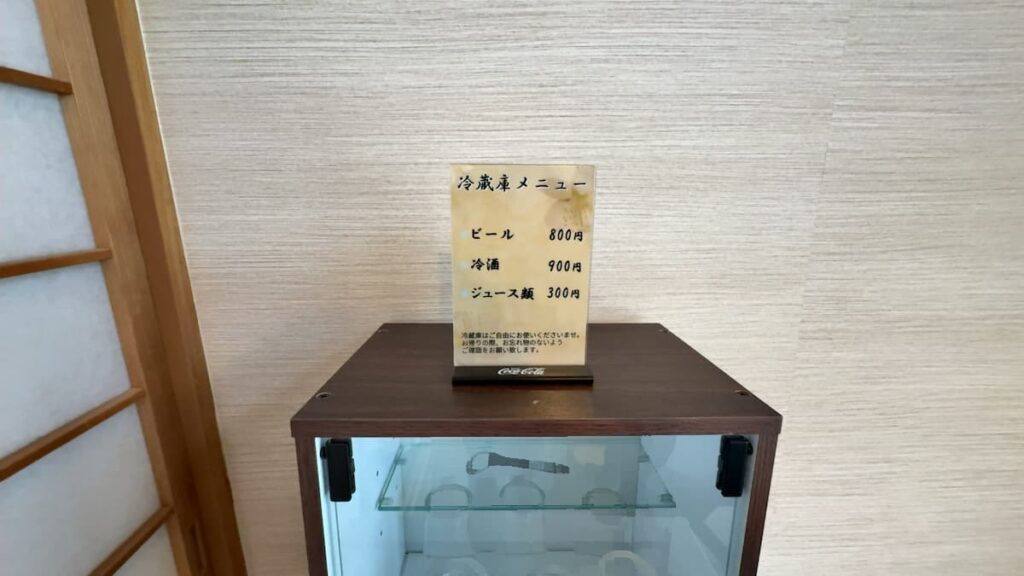 冷蔵庫メニュー
ビール 800円
冷酒 900円
ジュース類 300円
冷蔵庫はご自由にお使いくださいませ。
お帰りの際、お忘れ物のないよう
ご確認をお願い致します。
Coca-Cola